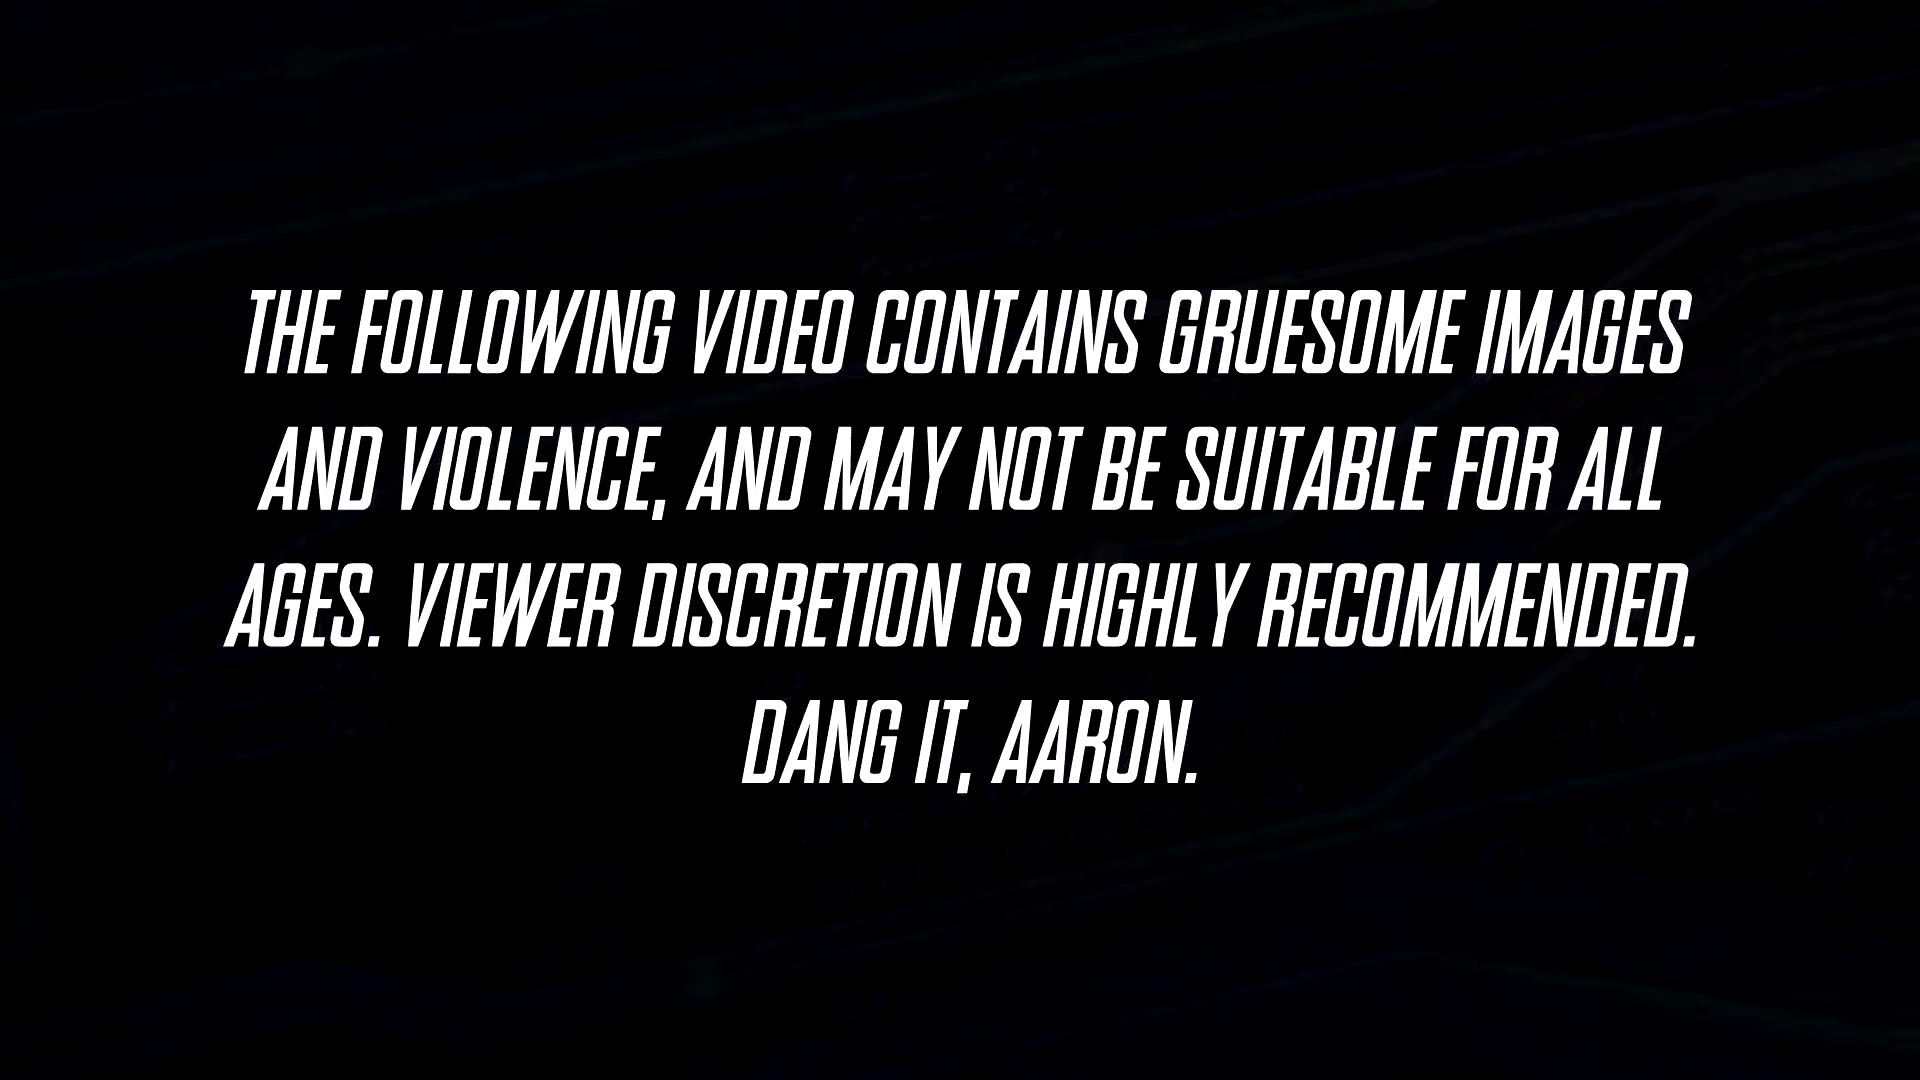 THE FOLLOWING VIDEO CONTAINS GRUESOME IMAGES
AND VIOLENCE, AND MAY NOT BE SUITABLE FOR ALL
AGES. VIEWER DISCRETION IS HIGHLY RECOMMENDED.
DANG IT, AARON.